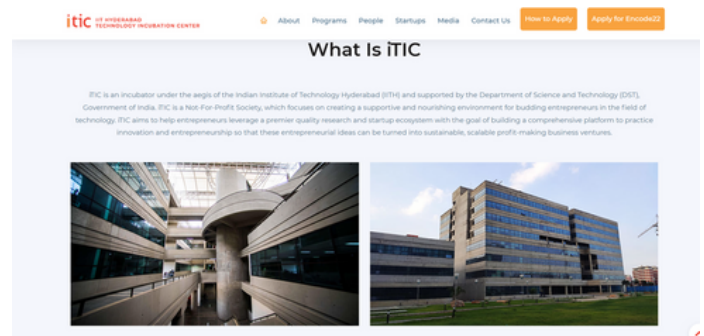 itic IIT HYDERABAD
TECHNOLOGY INCUBATION CENTER
About Programs People Startups Media Contact Us How to Apply Apply for Encode22
What Is iTIC
iTIC is an incubator under the aegis of the Indian Institute of Technology Hyderabad (IITH) and supported by the Department of Science and Technology (DST),
Government of India. iTIC is a Not-For-Profit Society, which focuses on creating a supportive and nourishing environment for budding entrepreneurs in the field of
technology. iTIC aims to help entrepreneurs leverage a premier quality research and startup ecosystem with the goal of building a comprehensive platform to practice
innovation and entrepreneurship so that these entrepreneurial ideas can be turned into sustainable, scalable profit-making business ventures.